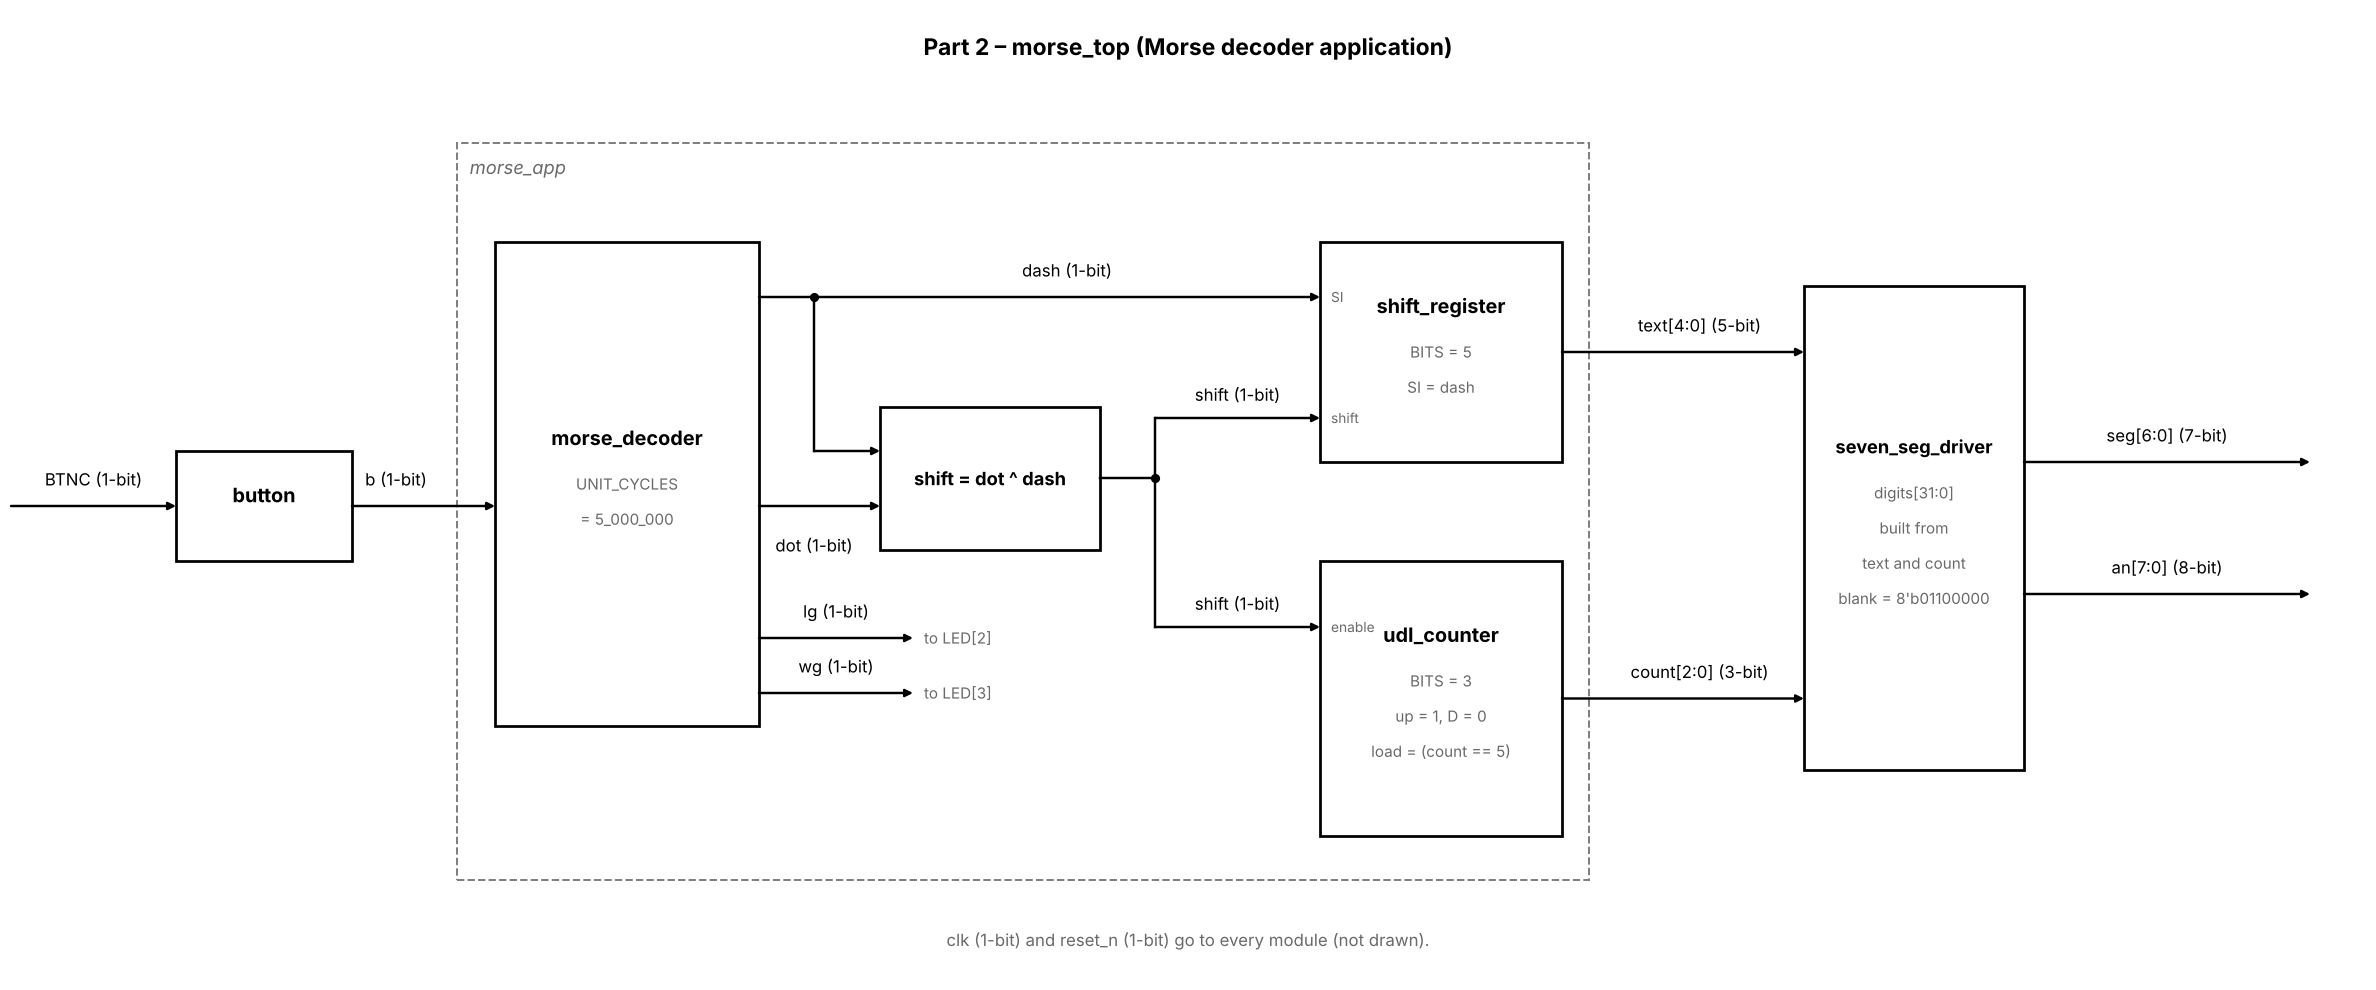 Part 2 – morse_top (Morse decoder application)
morse_app
BTNC (1-bit)
button
b (1-bit)
morse_decoder
UNIT_CYCLES
= 5_000_000
dash (1-bit)
dot (1-bit)
lg (1-bit)
to LED[2]
wg (1-bit)
to LED[3]
shift = dot ^ dash
shift (1-bit)
shift (1-bit)
SI
shift_register
BITS = 5
SI = dash
shift
enable
udl_counter
BITS = 3
up = 1, D = 0
load = (count == 5)
text[4:0] (5-bit)
count[2:0] (3-bit)
seven_seg_driver
digits[31:0]
built from
text and count
blank = 8'b01100000
seg[6:0] (7-bit)
an[7:0] (8-bit)
clk (1-bit) and reset_n (1-bit) go to every module (not drawn).